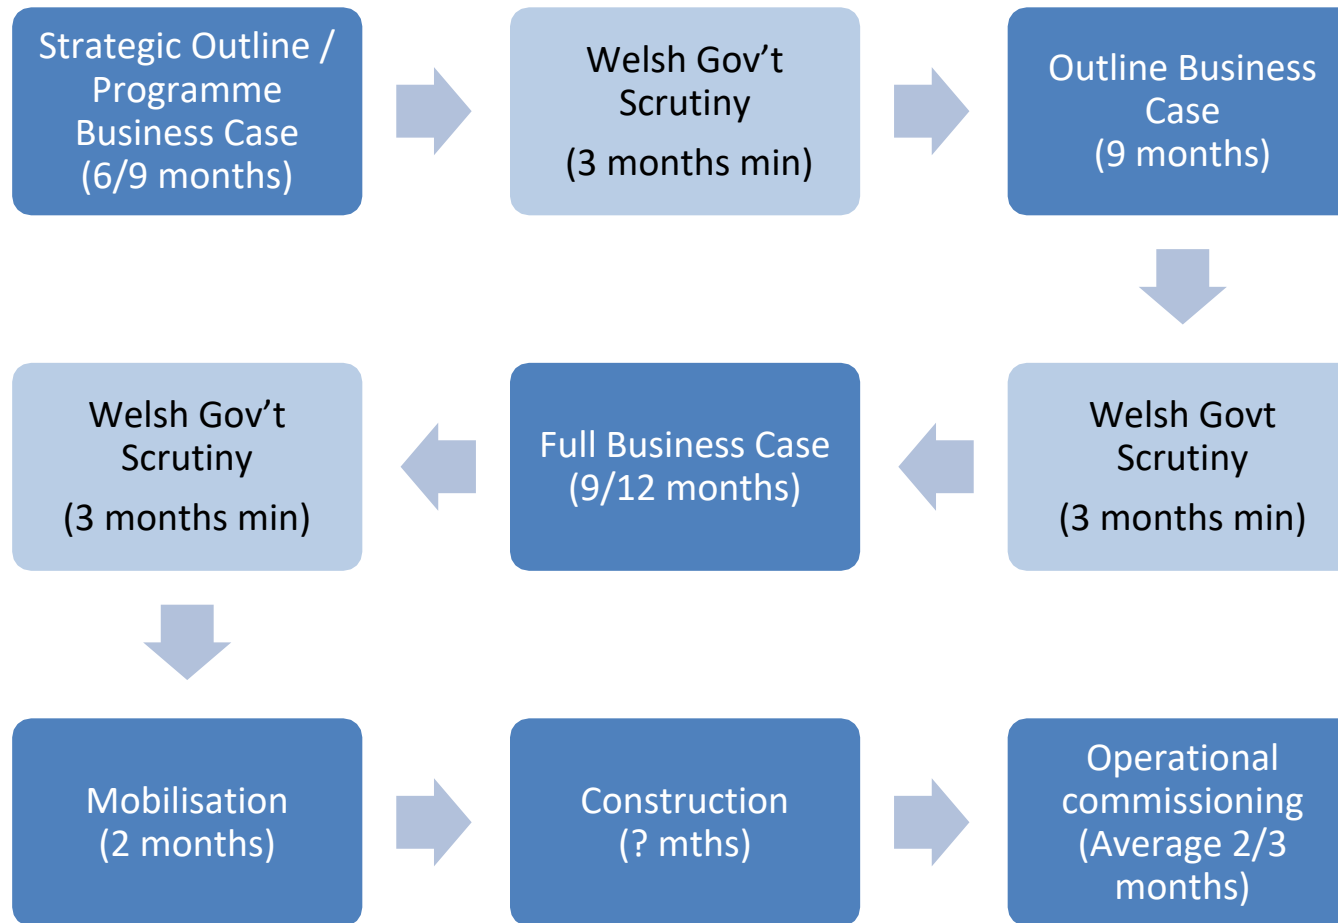 Strategic Outline /
Programme
Business Case
(6/9 months)
Welsh Gov’t
Scrutiny
(3 months min)
Outline Business
Case
(9 months)
Welsh Govt
Scrutiny
(3 months min)
Full Business Case
(9/12 months)
Welsh Gov’t
Scrutiny
(3 months min)
Mobilisation
(2 months)
Construction
(? mths)
Operational
commissioning
(Average 2/3
months)